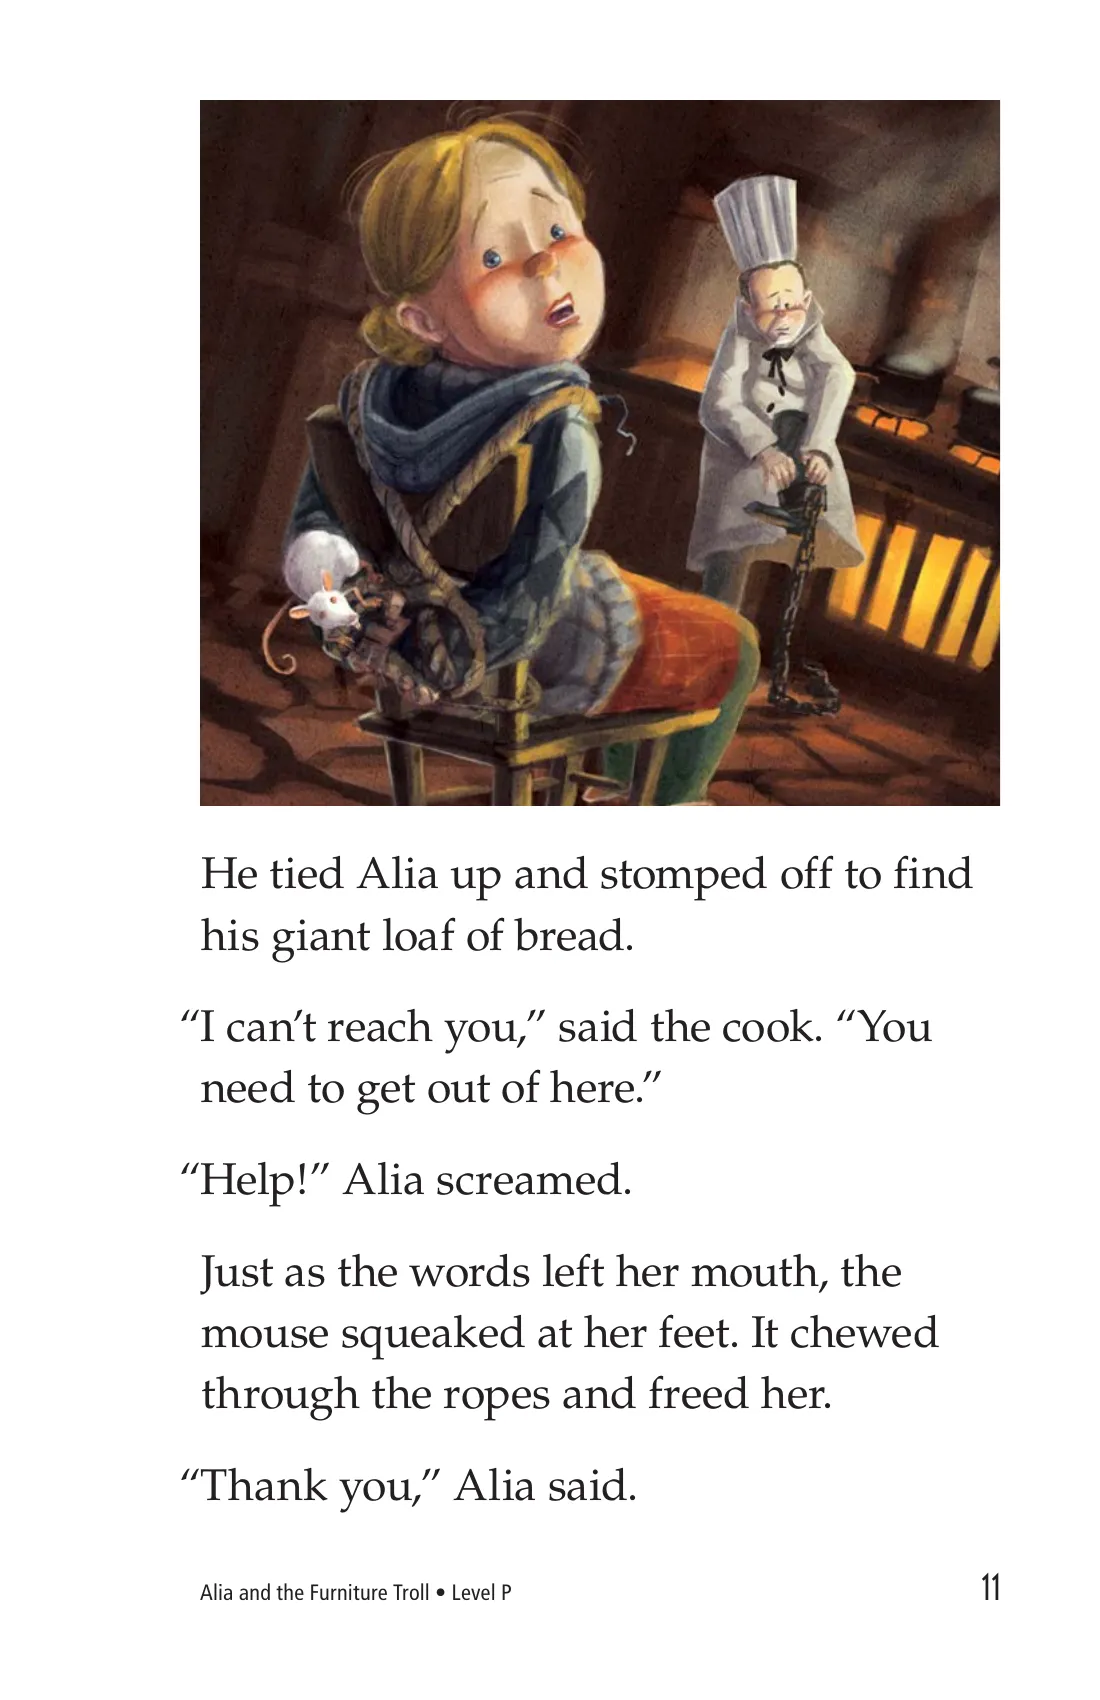 He tied Alia up and stomped off to find
his giant loaf of bread.
“I can’t reach you,” said the cook. “You
need to get out of here.”
“Help!” Alia screamed.
Just as the words left her mouth, the
mouse squeaked at her feet. It chewed
through the ropes and freed her.
“Thank you,” Alia said.
Alia and the Furniture Troll • Level P
11